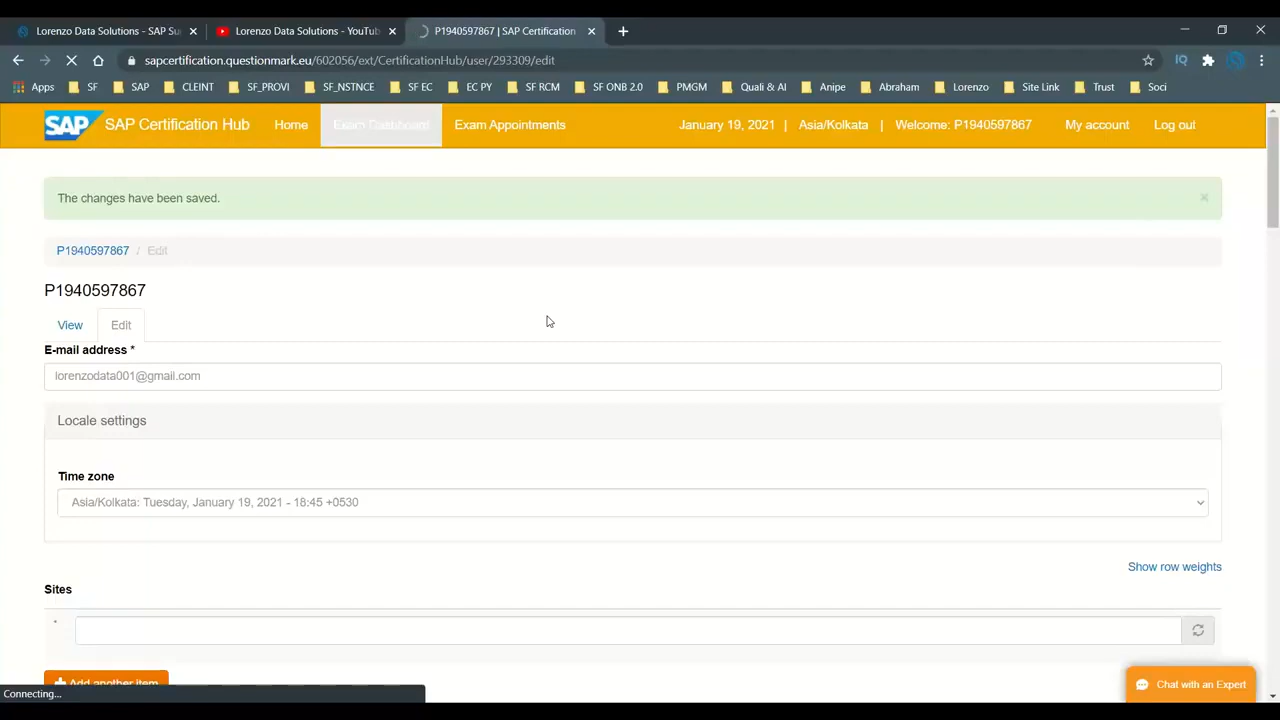 Lorenzo Data Solutions - SAP Su
Lorenzo Data Solutions - YouTub
P1940597867 | SAP Certification
sapcertification.questmark.eu/602056/ext/CertificationHub/user/293309/edit
Apps SF SAP CLEINT SF_PROVI SF_NSTNCE SF EC EC PY SF RCM SF ONB 2.0 PMGM Quali & AI Anipe Abraham Lorenzo Site Link Trust Soci
SAP SAP Certification Hub Home Exam Dashboard Exam Appointments January 19, 2021 | Asia/Kolkata | Welcome: P1940597867 My account Log out
The changes have been saved.
P1940597867 / Edit
P1940597867
View Edit
E-mail address *
lorenzodata001@gmail.com
Locale settings
Time zone
Asia/Kolkata: Tuesday, January 19, 2021 - 18:45 +0530
Show row weights
Sites
Add another item
Chat with an Expert
Connecting...